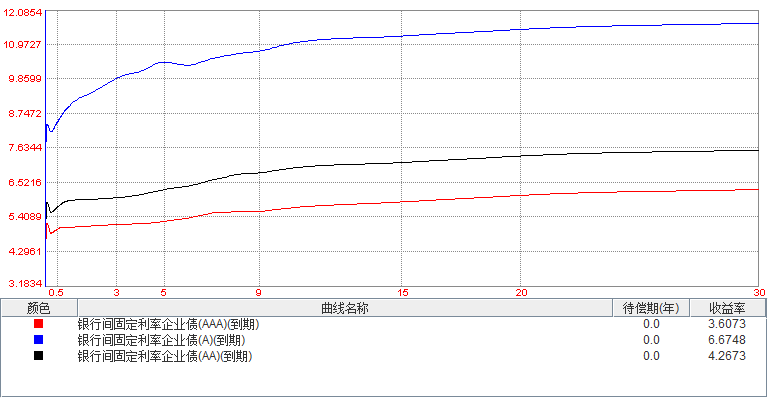 12.0854
10.9727
9.8599
8.7472
7.6344
6.5216
5.4089
4.2961
3.1834
0.5 3 5 9 15 20 30
颜色 曲线名称 待偿期(年) 收益率
银行间固定利率企业债(AAA)(到期) 0.0 3.6073
银行间固定利率企业债(A)(到期) 0.0 6.6748
银行间固定利率企业债(AA)(到期) 0.0 4.2673